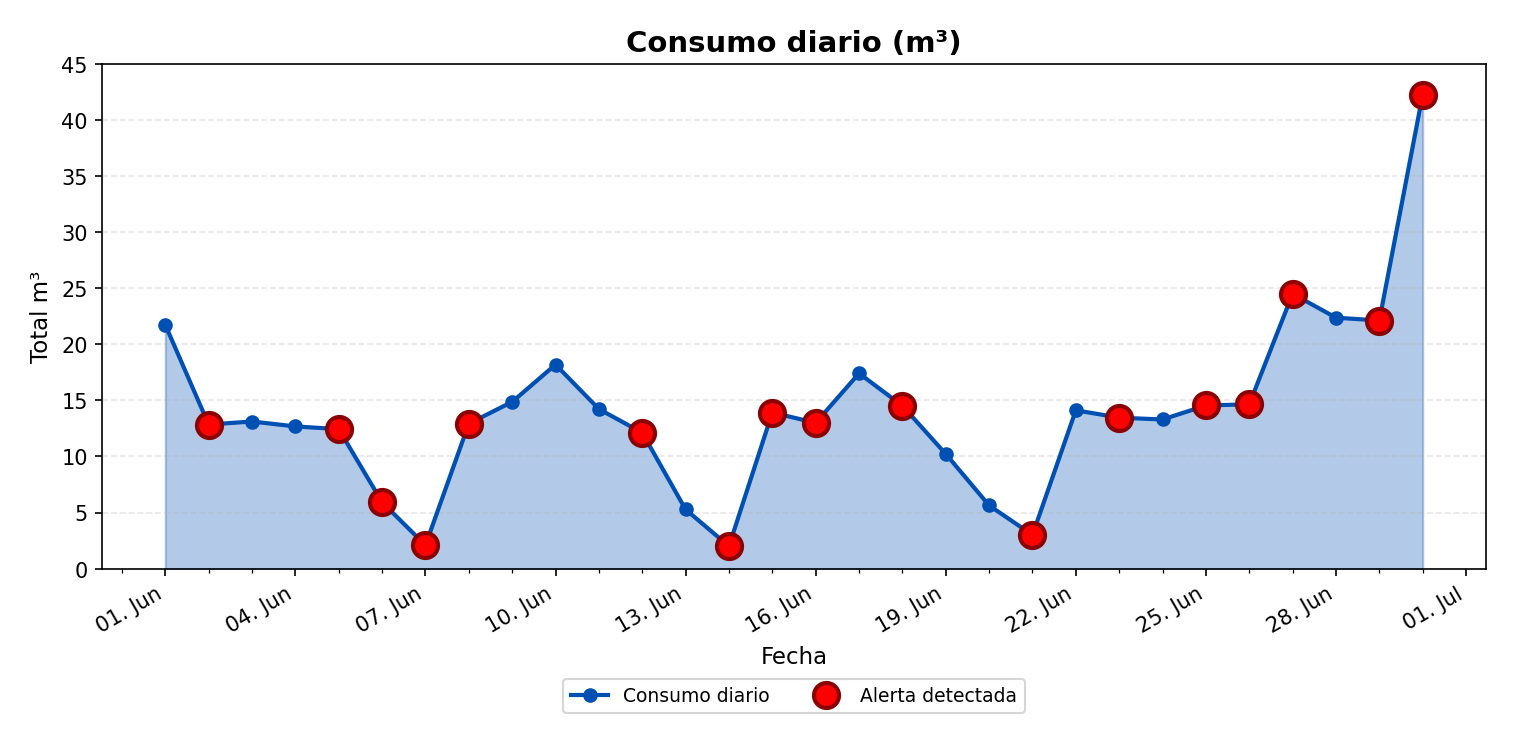 Consumo diario (m³)
45
40
35
30
25
20
15
10
5
0
Total m³
01. Jun
04. Jun
07. Jun
10. Jun
13. Jun
16. Jun
19. Jun
22. Jun
25. Jun
28. Jun
01. Jul
Fecha
Consumo diario
Alerta detectada